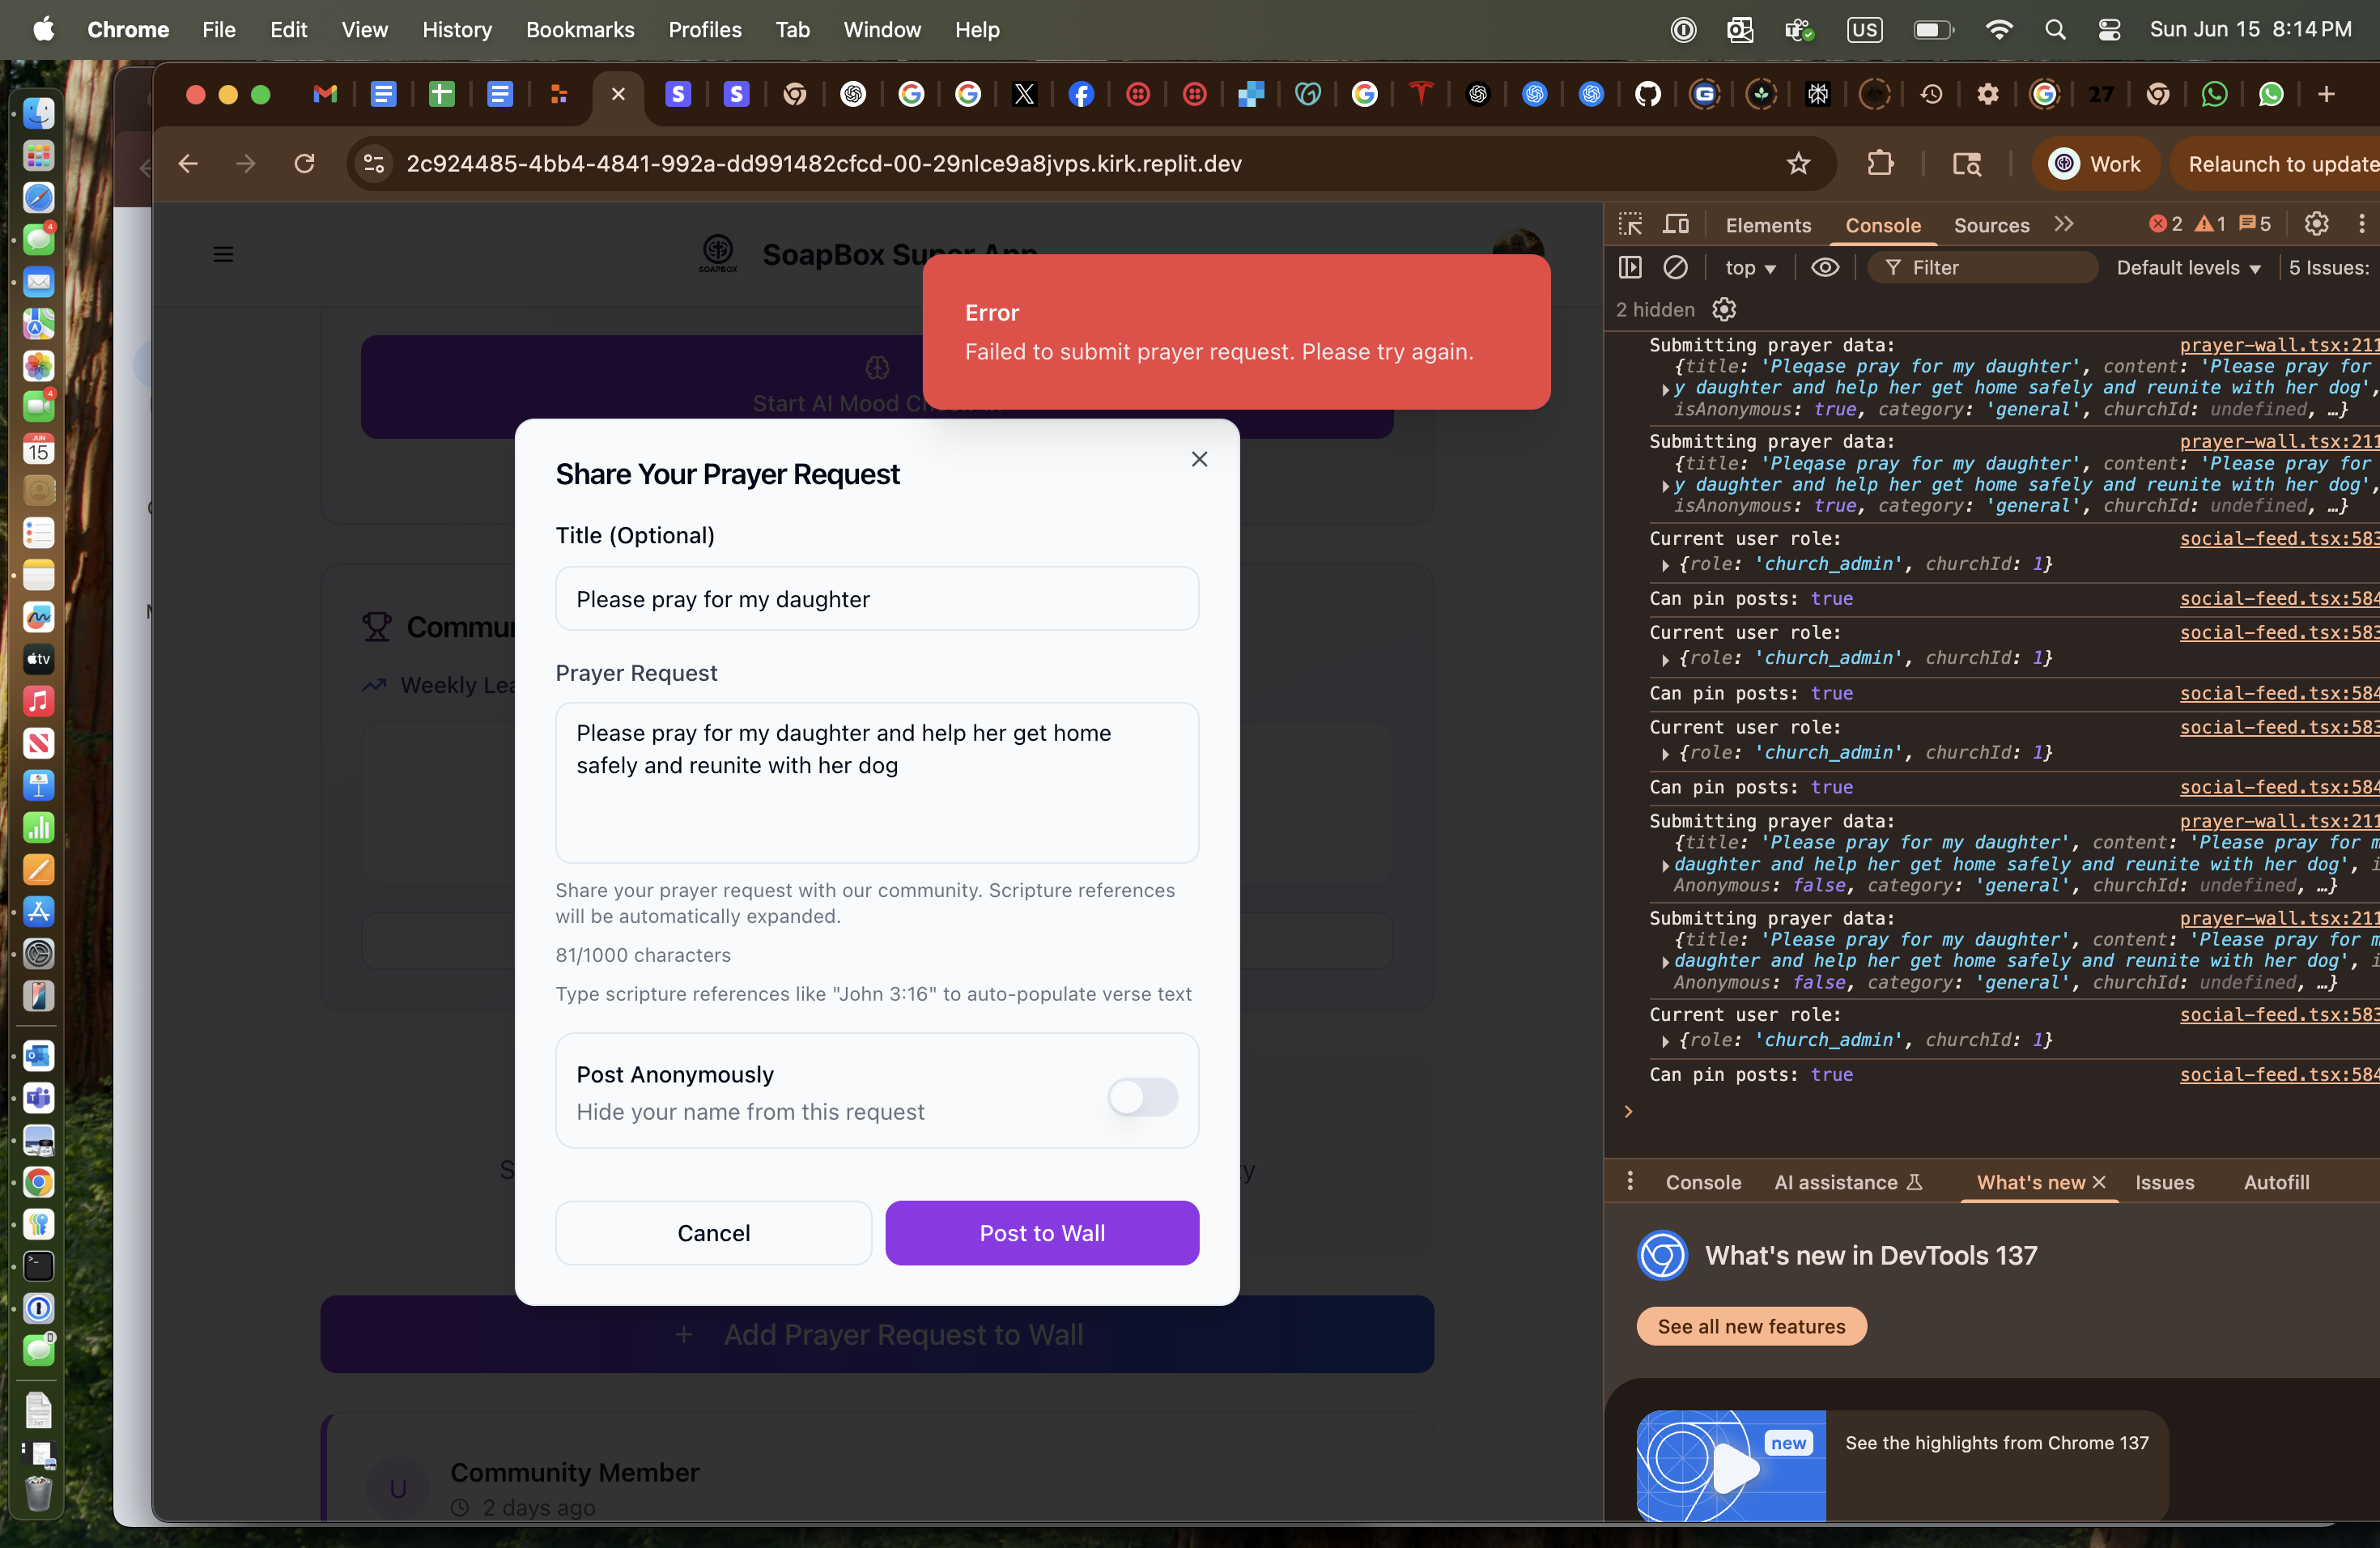 Chrome File Edit View History Bookmarks Profiles Tab Window Help US Sun Jun 15 8:14 PM
2c924485-4bb4-4841-992a-dd991482cfcd-00-29nlce9a8jvps.kirk.replit.dev Work Relaunch to update
SOAPBOX
SoapBox Super App
Error
Failed to submit prayer request. Please try again.
Start AI Mood Check-in
Share Your Prayer Request
Title (Optional)
Please pray for my daughter
Prayer Request
Please pray for my daughter and help her get home
safely and reunite with her dog
Share your prayer request with our community. Scripture references
will be automatically expanded.
81/1000 characters
Type scripture references like "John 3:16" to auto-populate verse text
Post Anonymously
Hide your name from this request
Cancel Post to Wall
Commun
Weekly Lea
+ Add Prayer Request to Wall
U
Community Member
2 days ago
Elements Console Sources 2 1 5
top Filter Default levels 5 Issues:
2 hidden
Submitting prayer data: prayer-wall.tsx:211
{title: 'Pleqase pray for my daughter', content: 'Please pray for
y daughter and help her get home safely and reunite with her dog',
isAnonymous: true, category: 'general', churchId: undefined, …}
Submitting prayer data: prayer-wall.tsx:211
{title: 'Pleqase pray for my daughter', content: 'Please pray for
y daughter and help her get home safely and reunite with her dog',
isAnonymous: true, category: 'general', churchId: undefined, …}
Current user role: social-feed.tsx:583
{role: 'church_admin', churchId: 1}
Can pin posts: true social-feed.tsx:584
Current user role: social-feed.tsx:583
{role: 'church_admin', churchId: 1}
Can pin posts: true social-feed.tsx:584
Current user role: social-feed.tsx:583
{role: 'church_admin', churchId: 1}
Can pin posts: true social-feed.tsx:584
Submitting prayer data: prayer-wall.tsx:211
{title: 'Please pray for my daughter', content: 'Please pray for m
daughter and help her get home safely and reunite with her dog', i
Anonymous: false, category: 'general', churchId: undefined, …}
Submitting prayer data: prayer-wall.tsx:211
{title: 'Please pray for my daughter', content: 'Please pray for m
daughter and help her get home safely and reunite with her dog', i
Anonymous: false, category: 'general', churchId: undefined, …}
Current user role: social-feed.tsx:583
{role: 'church_admin', churchId: 1}
Can pin posts: true social-feed.tsx:584
Console AI assistance What's new Issues Autofill
What's new in DevTools 137
See all new features
new
See the highlights from Chrome 137
27
4
4
JUN
15
tv